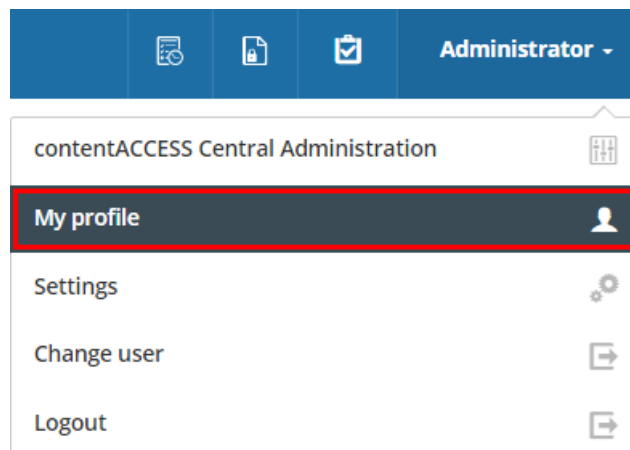 Administrator
contentACCESS Central Administration
My profile
Settings
Change user
Logout